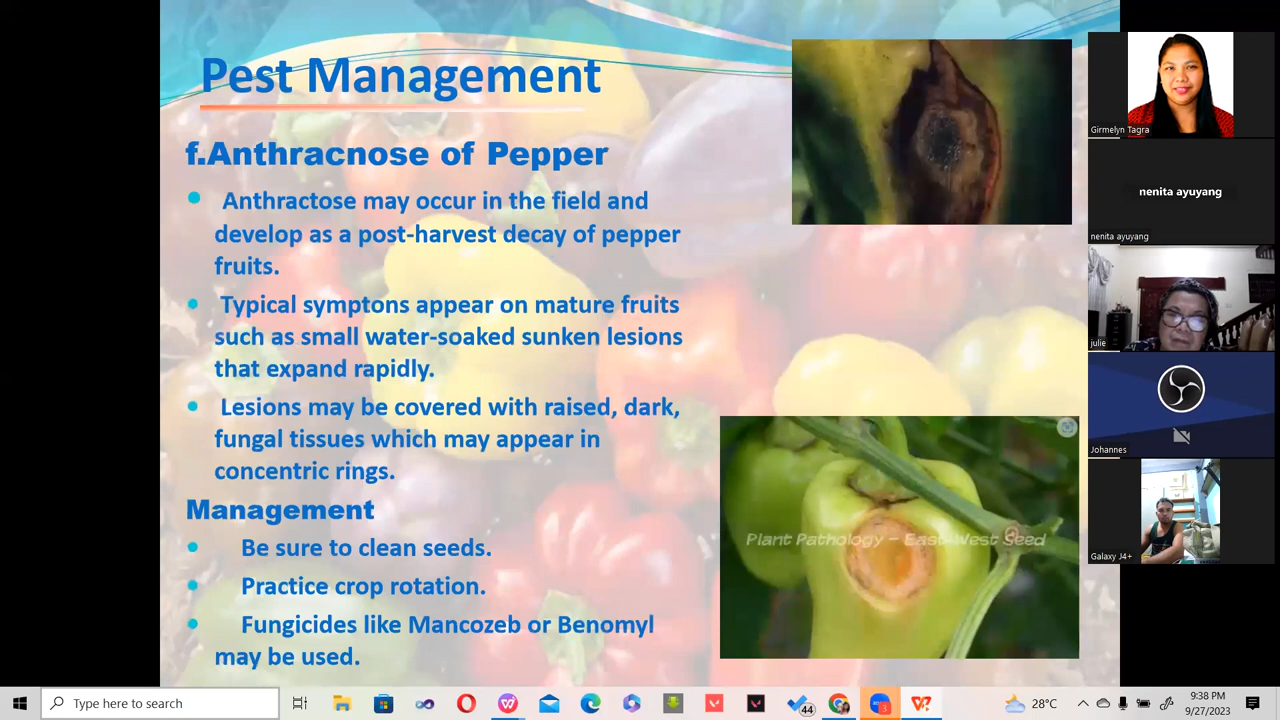 Pest Management
f.Anthracnose of Pepper
Anthractose may occur in the field and
develop as a post-harvest decay of pepper
fruits.
Typical symptons appear on mature fruits
such as small water-soaked sunken lesions
that expand rapidly.
Lesions may be covered with raised, dark,
fungal tissues which may appear in
concentric rings.
Management
Be sure to clean seeds.
Practice crop rotation.
Fungicides like Mancozeb or Benomyl
may be used.
Plant Pathology - East-West Seed
Girmelyn Tagra
nenita ayuyang
nenita ayuyang
julie
Johannes
Galaxy J4+
Type here to search
44
3
28°C
9:38 PM
9/27/2023